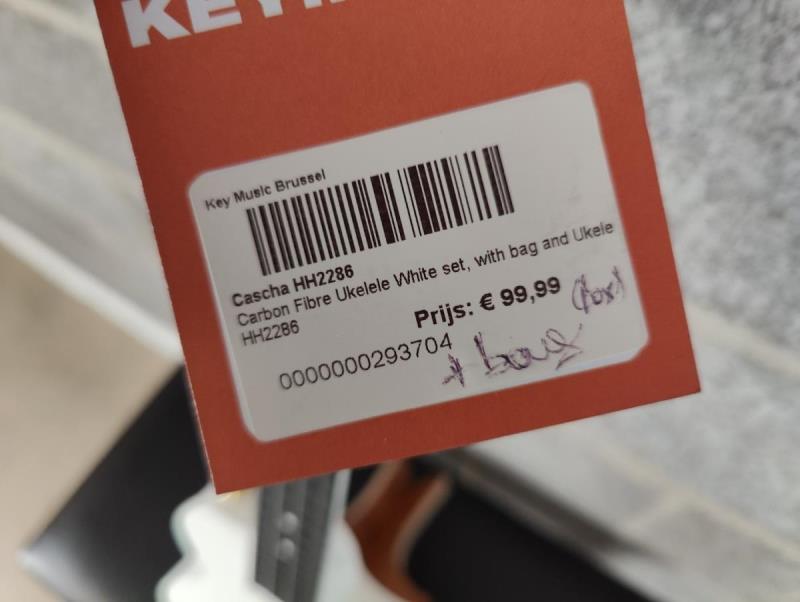 Key Music Brussel
Cascha HH2286
Carbon Fibre Ukelele White set, with bag and Ukele
HH2286
Prijs: € 99,99
0000000293704